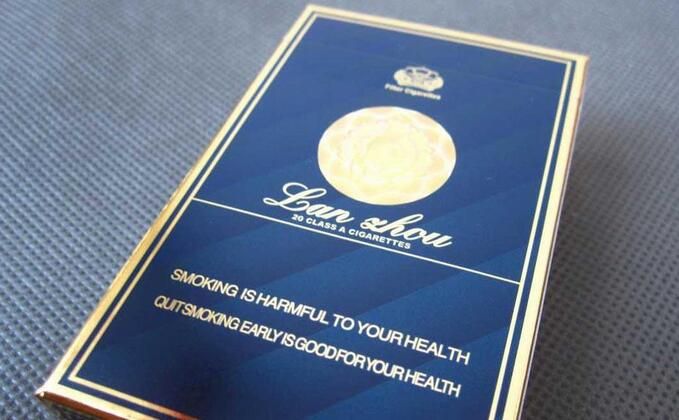 Filter Cigarettes
Lan zhou
20 CLASS A CIGARETTES
SMOKING IS HARMFUL TO YOUR HEALTH
QUIT SMOKING EARLY IS GOOD FOR YOUR HEALTH